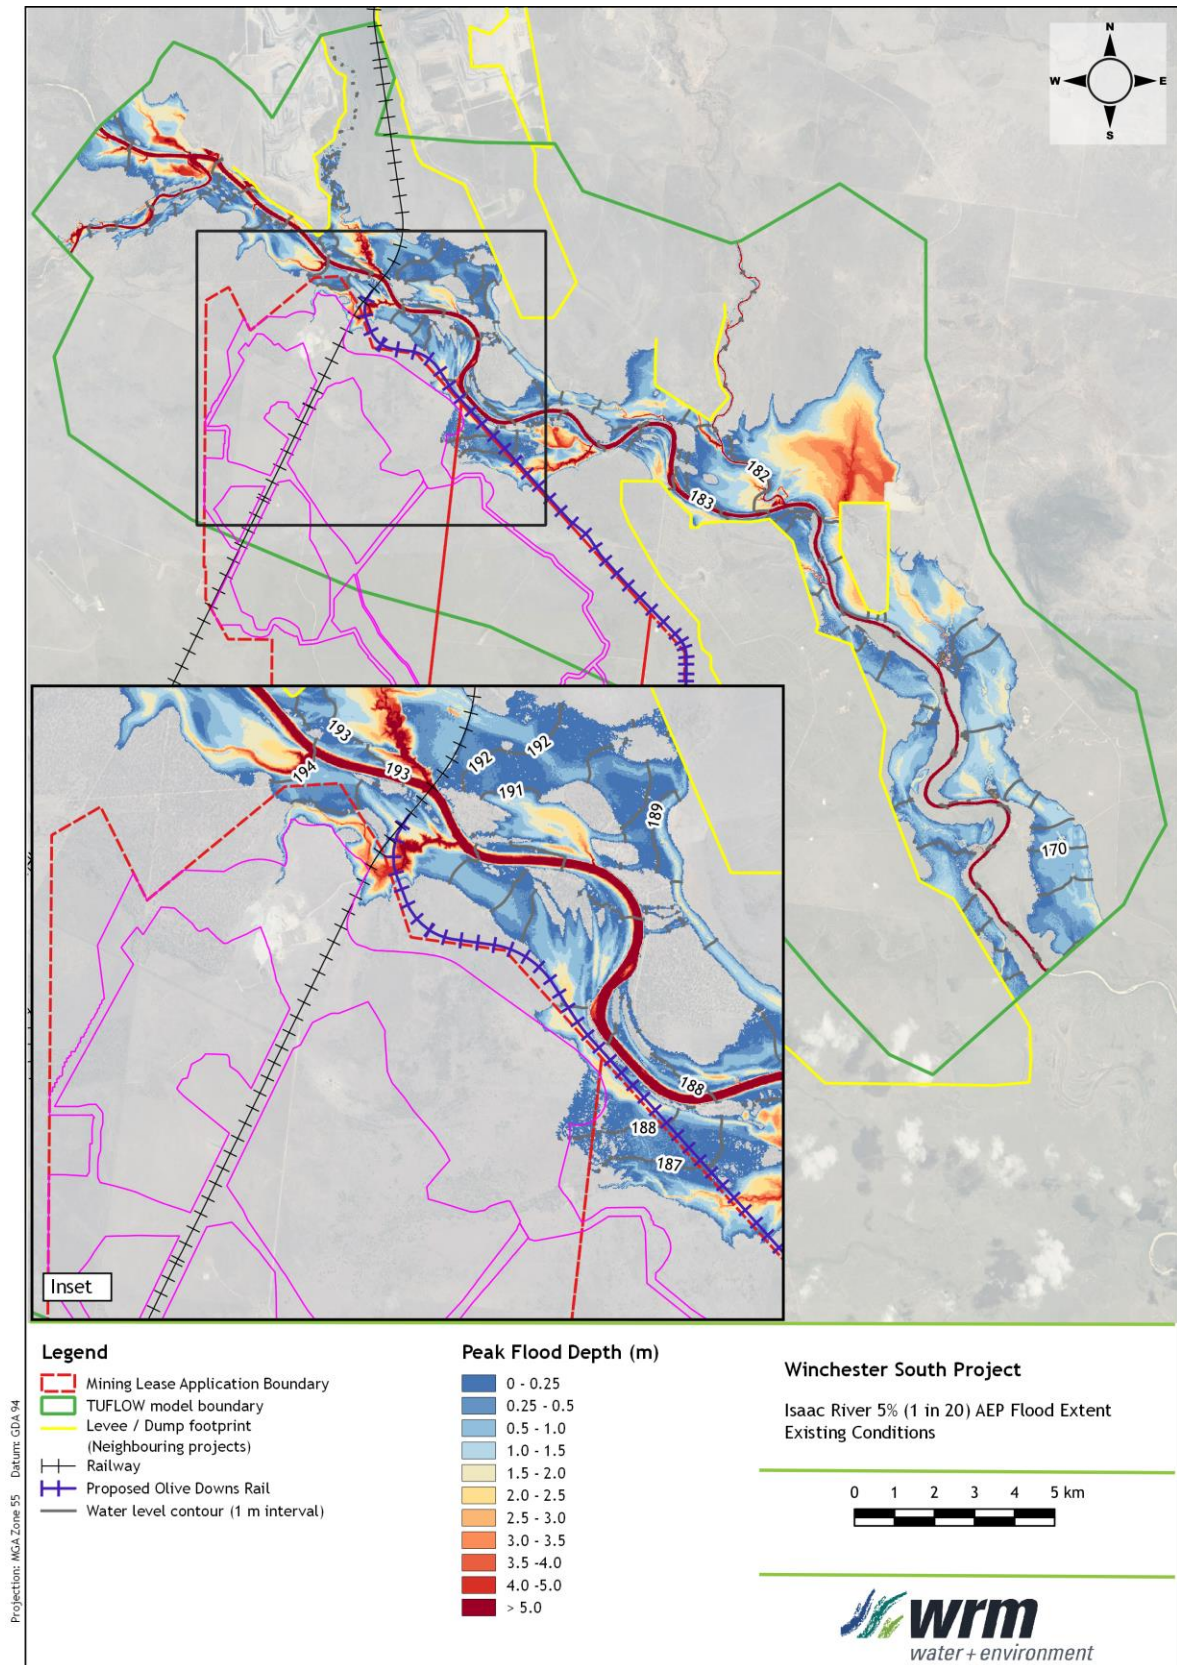 N
W
E
S
182
183
170
193
192
192
194
193
191
189
188
188
187
Inset
Legend
Mining Lease Application Boundary
TUFLOW model boundary
Levee / Dump footprint
(Neighbouring projects)
Railway
Proposed Olive Downs Rail
Water level contour (1 m interval)
Peak Flood Depth (m)
0 - 0.25
0.25 - 0.5
0.5 - 1.0
1.0 - 1.5
1.5 - 2.0
2.0 - 2.5
2.5 - 3.0
3.0 - 3.5
3.5 -4.0
4.0 -5.0
> 5.0
Winchester South Project
Isaac River 5% (1 in 20) AEP Flood Extent
Existing Conditions
0 1 2 3 4 5 km
wrm
water + environment
Projection: MGA Zone 55 Datum: GDA 94